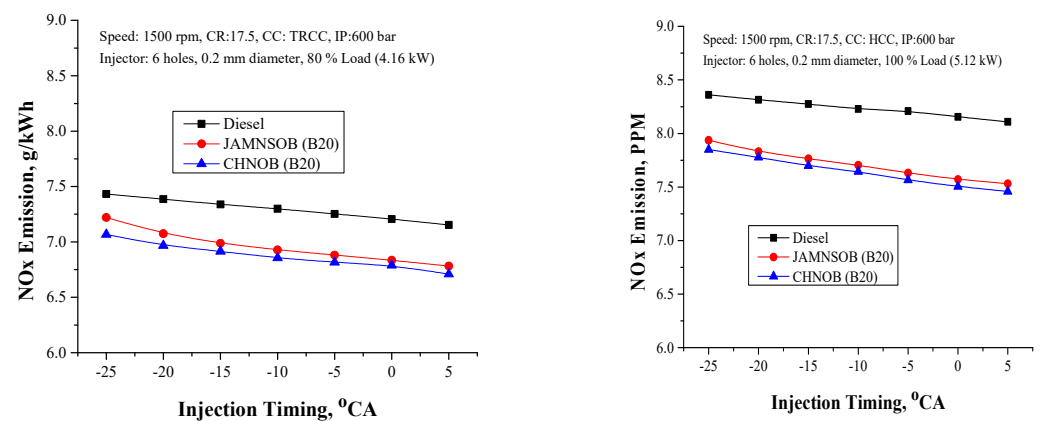 Speed: 1500 rpm, CR:17.5, CC: TRCC, IP:600 bar
Injector: 6 holes, 0.2 mm diameter, 80 % Load (4.16 kW)
Diesel
JAMNSOB (B20)
CHNOB (B20)
NOx Emission, g/kWh
9.0
8.5
8.0
7.5
7.0
6.5
6.0
-25 -20 -15 -10 -5 0 5
Injection Timing, ⁰CA
Speed: 1500 rpm, CR:17.5, CC: HCC, IP:600 bar
Injector: 6 holes, 0.2 mm diameter, 100 % Load (5.12 kW)
Diesel
JAMNSOB (B20)
CHNOB (B20)
NOx Emission, PPM
9.0
8.5
8.0
7.5
7.0
6.5
6.0
-25 -20 -15 -10 -5 0 5
Injection Timing, ⁰CA